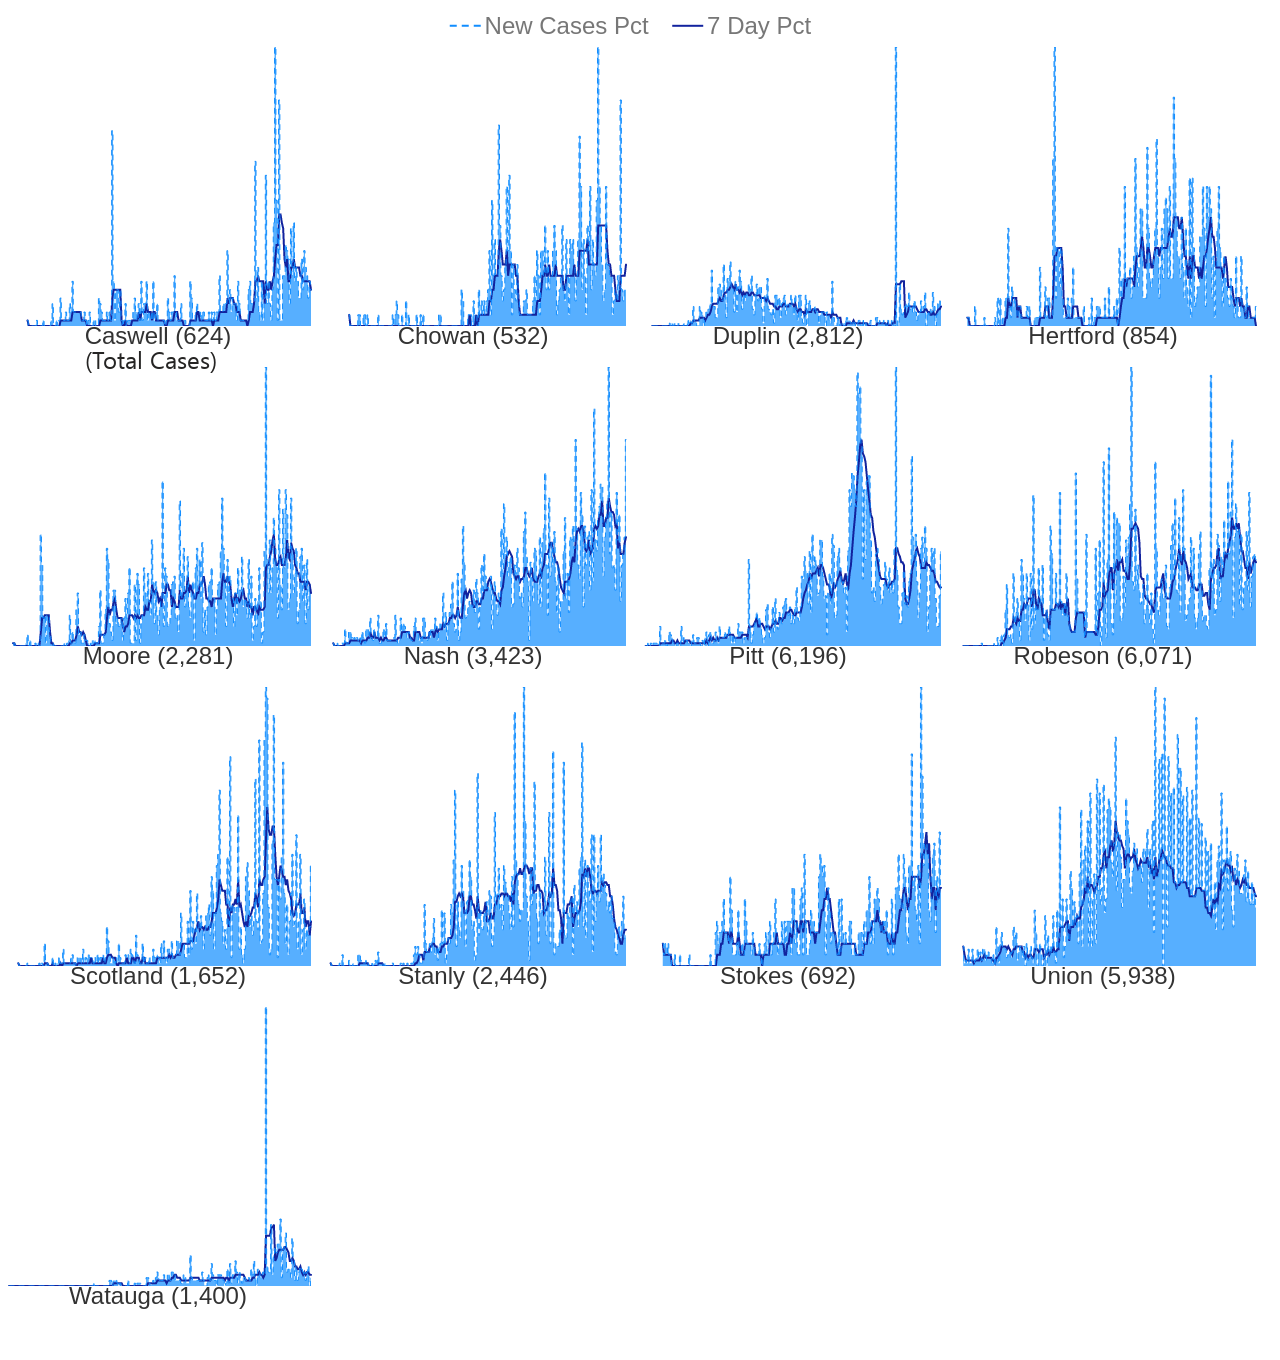 New Cases Pct 7 Day Pct
Caswell (624) Chowan (532) Duplin (2,812) Hertford (854)
(Total Cases)
Moore (2,281) Nash (3,423) Pitt (6,196) Robeson (6,071)
Scotland (1,652) Stanly (2,446) Stokes (692) Union (5,938)
Watauga (1,400)